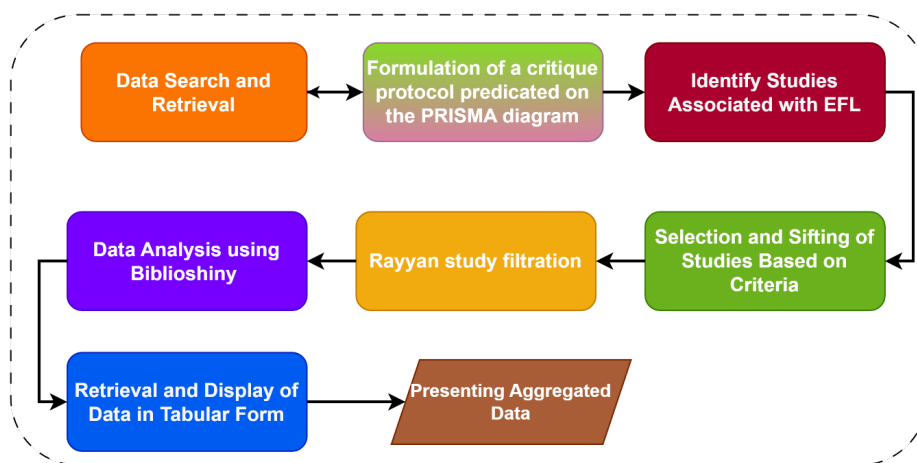 Data Search and
Retrieval
Formulation of a critique
protocol predicated on
the PRISMA diagram
Identify Studies
Associated with EFL
Selection and Sifting of
Studies Based on
Criteria
Rayyan study filtration
Data Analysis using
Biblioshiny
Retrieval and Display of
Data in Tabular Form
Presenting Aggregated
Data